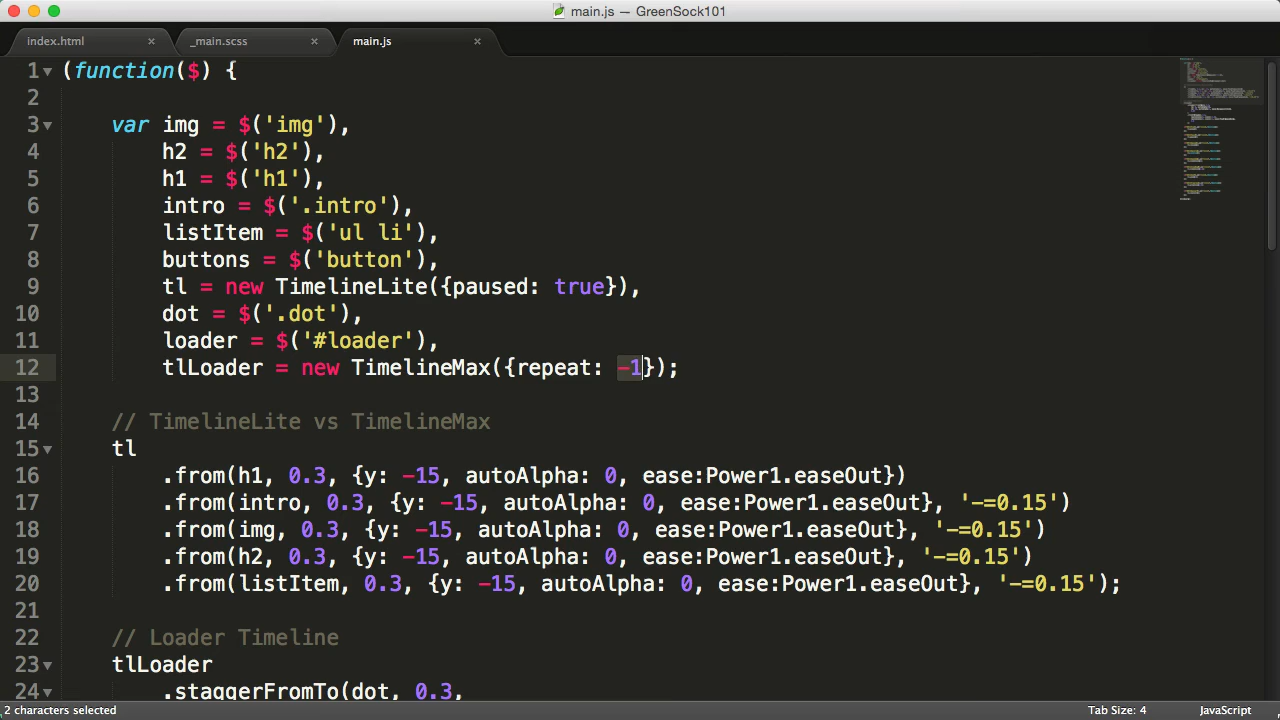 main.js — GreenSock101
index.html × _main.scss × main.js ×
1 (function($) {
2
3 var img = $('img'),
4 h2 = $('h2'),
5 h1 = $('h1'),
6 intro = $('.intro'),
7 listItem = $('ul li'),
8 buttons = $('button'),
9 tl = new TimelineLite({paused: true}),
10 dot = $('.dot'),
11 loader = $('#loader'),
12 tlLoader = new TimelineMax({repeat: -1});
13
14 // TimelineLite vs TimelineMax
15 tl
16 .from(h1, 0.3, {y: -15, autoAlpha: 0, ease:Power1.easeOut})
17 .from(intro, 0.3, {y: -15, autoAlpha: 0, ease:Power1.easeOut}, '-=0.15')
18 .from(img, 0.3, {y: -15, autoAlpha: 0, ease:Power1.easeOut}, '-=0.15')
19 .from(h2, 0.3, {y: -15, autoAlpha: 0, ease:Power1.easeOut}, '-=0.15')
20 .from(listItem, 0.3, {y: -15, autoAlpha: 0, ease:Power1.easeOut}, '-=0.15');
21
22 // Loader Timeline
23 tlLoader
24 .staggerFromTo(dot, 0.3,
2 characters selected Tab Size: 4 JavaScript